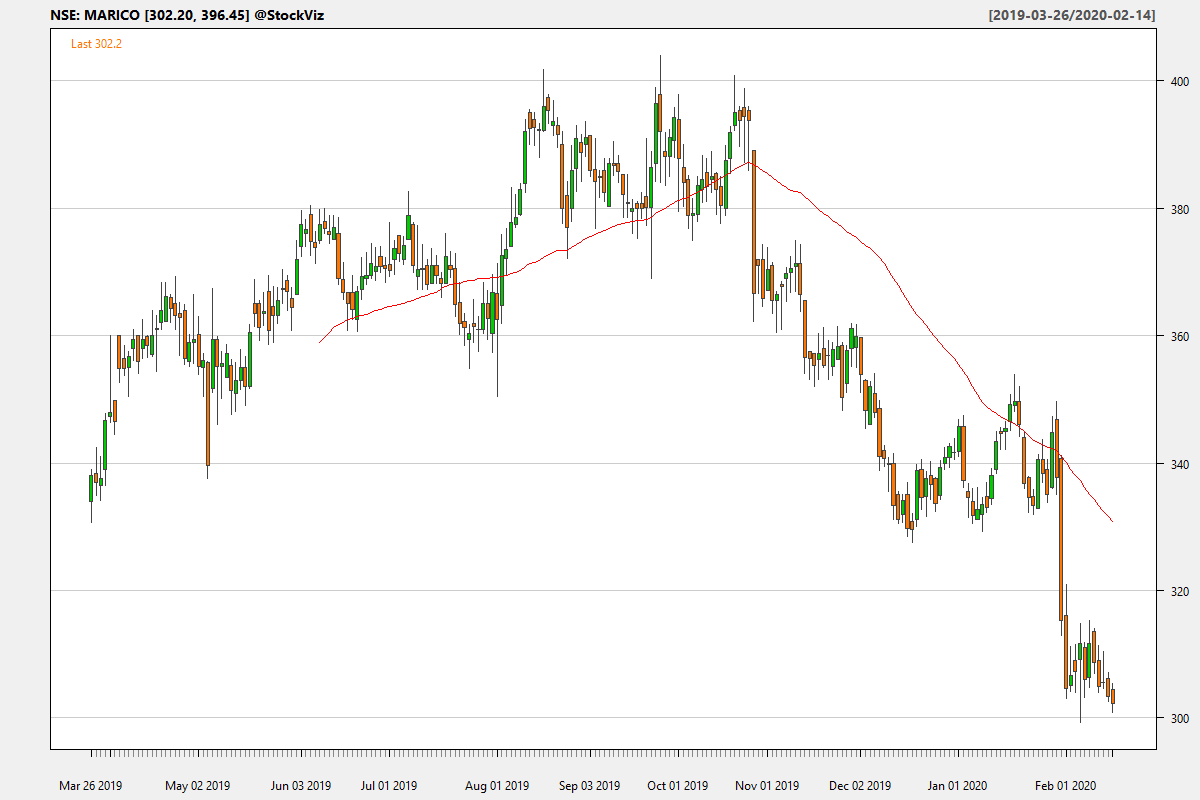 NSE: MARICO [302.20, 396.45] @StockViz [2019-03-26/2020-02-14]
Last 302.2
400
380
360
340
320
300
Mar 26 2019 May 02 2019 Jun 03 2019 Jul 01 2019 Aug 01 2019 Sep 03 2019 Oct 01 2019 Nov 01 2019 Dec 02 2019 Jan 01 2020 Feb 01 2020